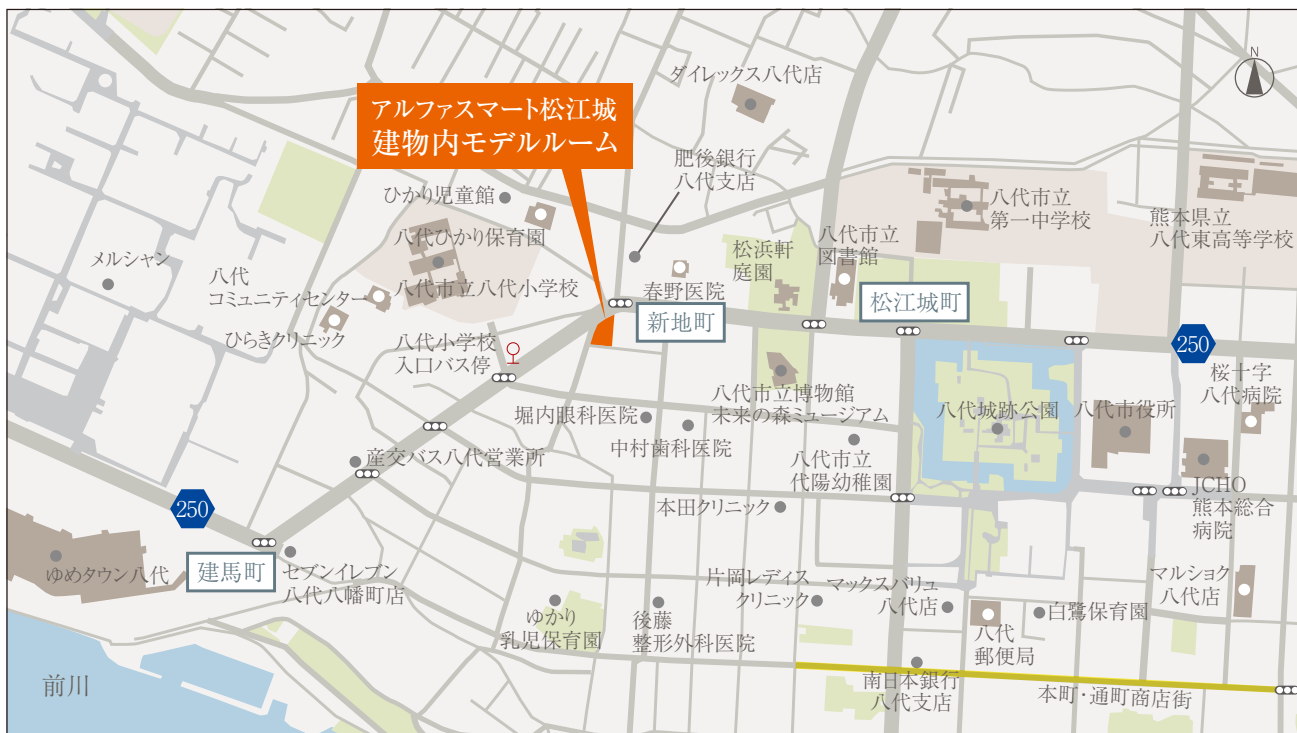 N
ダイレックス八代店
アルファスマート松江城
建物内モデルルーム
肥後銀行
八代支店
ひかり児童館
八代ひかり保育園
八代市立八代小学校
メルシャン
八代
コミュニティセンター
ひらきクリニック
八代小学校
入口バス停
春野医院
新地町
松浜軒
庭園
八代市立
図書館
松江城町
八代市立
第一中学校
熊本県立
八代東高等学校
250
桜十字
八代病院
八代市立博物館
未来の森ミュージアム
八代城跡公園
八代市役所
堀内眼科医院
中村歯科医院
八代市立
代陽幼稚園
産交バス八代営業所
本田クリニック
JCHO
熊本総合
病院
250
建馬町
ゆめタウン八代
セブンイレブン
八代八幡町店
片岡レディス
クリニック
マックスバリュ
八代店
マルショク
八代店
白鷺保育園
ゆかり
乳児保育園
後藤
整形外科医院
八代
郵便局
前川
南日本銀行
八代支店
本町・通町商店街